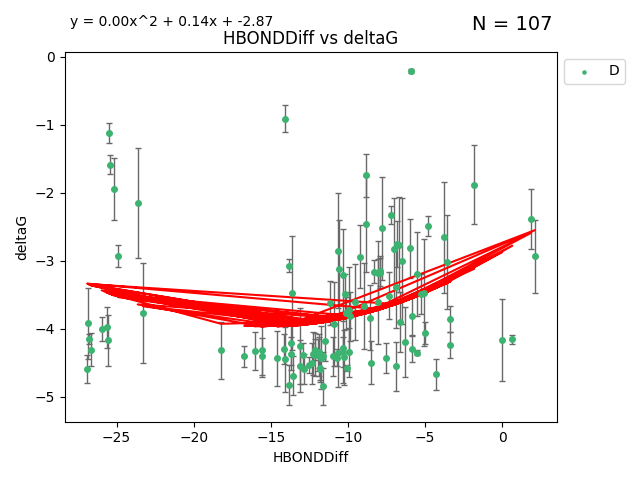 y = 0.00x^2 + 0.14x + -2.87
N = 107
HBONDDiff vs deltaG
D
deltaG
0
−1
−2
−3
−4
−5
−25
−20
−15
−10
−5
0
HBONDDiff